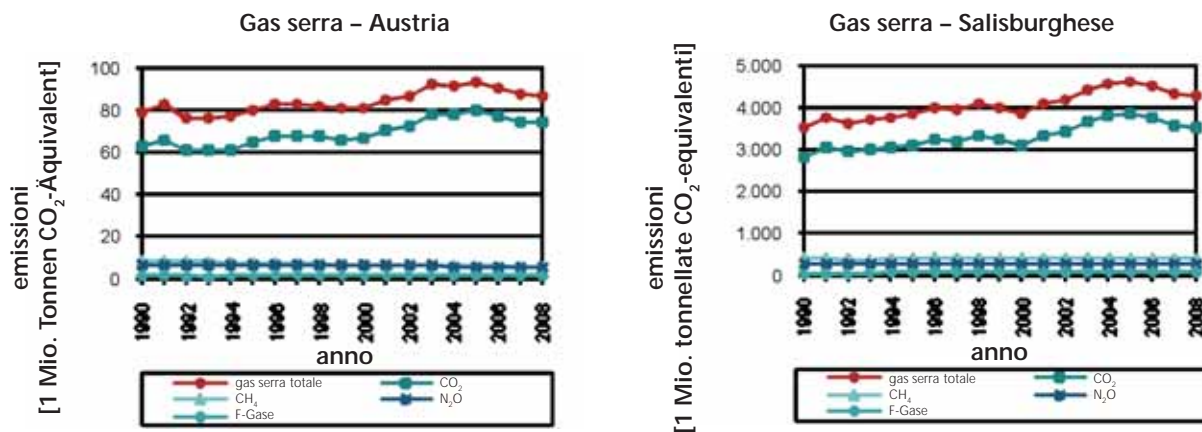 Gas serra – Austria
emissioni
[1 Mio. Tonnen CO₂-Äquivalent]
100
80
60
40
20
0
1990
1992
1994
1996
1998
2000
2002
2004
2006
2008
anno
gas serra totale
CO₂
CH₄
N₂O
F-Gase
Gas serra – Salisburghese
emissioni
[1 Mio. tonnellate CO₂-equivalenti]
5.000
4.000
3.000
2.000
1.000
0
1990
1992
1994
1996
1998
2000
2002
2004
2006
2008
anno
gas serra totale
CO₂
CH₄
N₂O
F-Gase